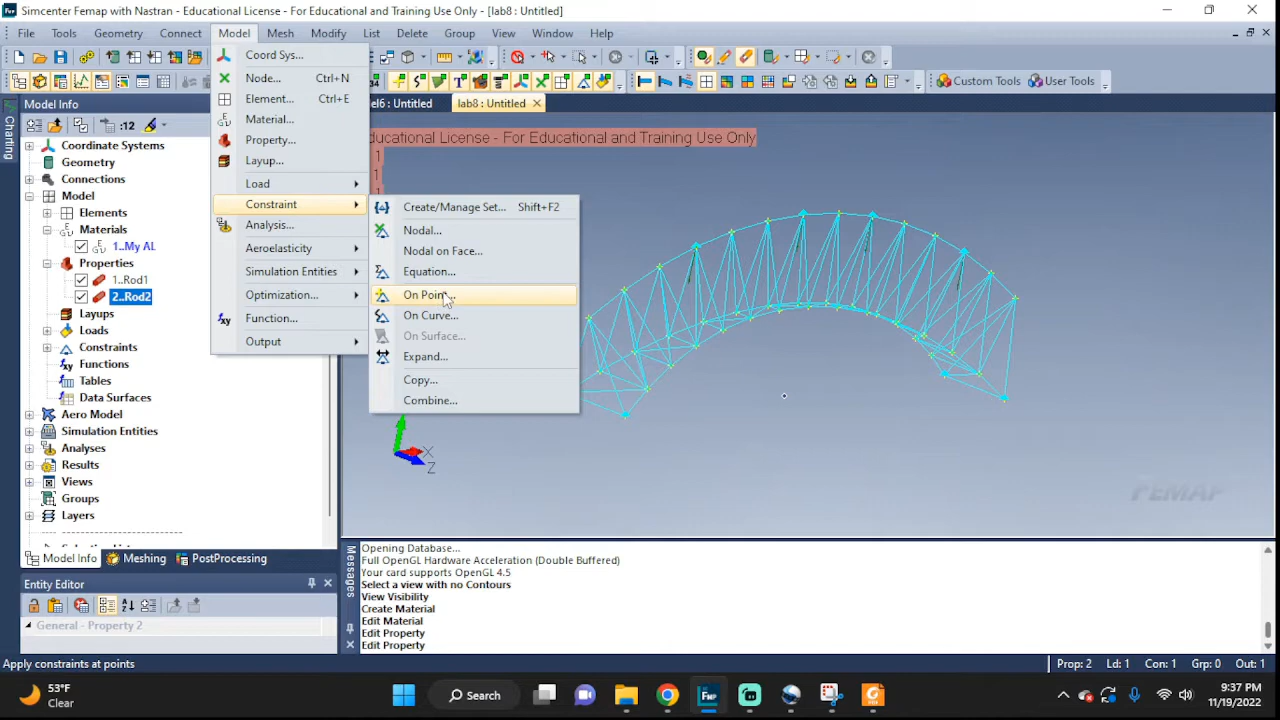 Simcenter Femap with Nastran - Educational License - For Educational and Training Use Only - [lab8 : Untitled]
File Tools Geometry Connect Model Mesh Modify List Delete Group View Window Help
Custom Tools User Tools
Charting
Model Info
el6 : Untitled lab8 : Untitled
:12
Coordinate Systems
Geometry
Connections
Model
Elements
Materials
1..My AL
Properties
1..Rod1
2..Rod2
Layups
Loads
Constraints
Functions
Tables
Data Surfaces
Aero Model
Simulation Entities
Analyses
Results
Views
Groups
Layers
Model Info Meshing PostProcessing
Entity Editor
General - Property 2
Coord Sys...
Node... Ctrl+N
Element... Ctrl+E
Material...
Property...
Layup...
Load
Constraint
Analysis...
Aeroelasticity
Simulation Entities
Optimization...
Function...
Output
Create/Manage Set... Shift+F2
Nodal...
Nodal on Face...
Equation...
On Point...
On Curve...
On Surface...
Expand...
Copy...
Combine...
ducational License - For Educational and Training Use Only
1
1
1
X
Z
FEMAP
Messages
Opening Database...
Full OpenGL Hardware Acceleration (Double Buffered)
Your card supports OpenGL 4.5
Select a view with no Contours
View Visibility
Create Material
Edit Material
Edit Property
Edit Property
Apply constraints at points
Prop: 2 Ld: 1 Con: 1 Grp: 0 Out: 1
53°F
Clear
Search
9:37 PM
11/19/2022